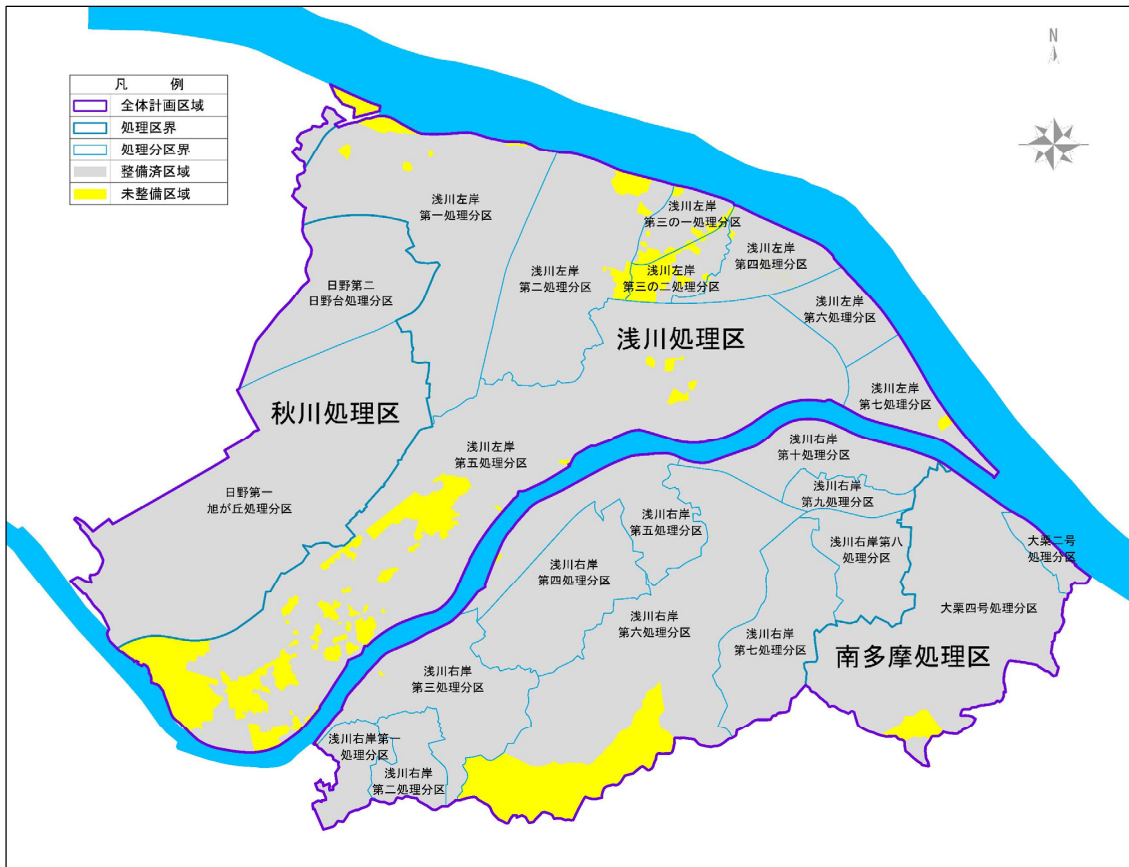 N
凡 例
全体計画区域
処理区界
処理分区界
整備済区域
未整備区域
浅川左岸
第一処理分区
浅川左岸
第三の一処理分区
浅川左岸
第四処理分区
浅川左岸
第二処理分区
浅川左岸
第三の二処理分区
日野第二
日野台処理分区
浅川左岸
第六処理分区
浅川処理区
浅川左岸
第七処理分区
秋川処理区
浅川左岸
第五処理分区
浅川右岸
第十処理分区
日野第一
旭が丘処理分区
浅川右岸
第九処理分区
浅川右岸
第五処理分区
浅川右岸第八
処理分区
大栗二号
処理分区
浅川右岸
第四処理分区
大栗四号処理分区
浅川右岸
第六処理分区
浅川右岸
第七処理分区
南多摩処理区
浅川右岸
第三処理分区
浅川右岸第一
処理分区
浅川右岸
第二処理分区